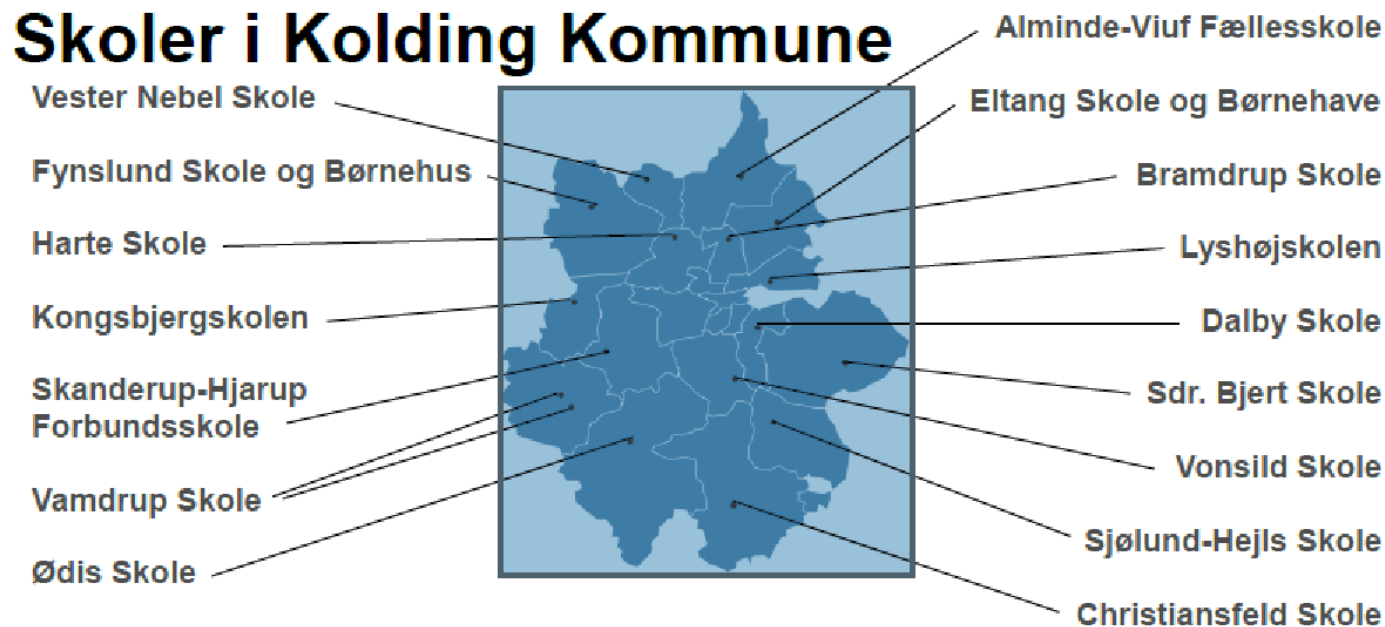 Skoler i Kolding Kommune
Vester Nebel Skole
Fynslund Skole og Børnehus
Harte Skole
Kongsbjergskolen
Skanderup-Hjarup
Forbundsskole
Vamdrup Skole
Ødis Skole
Alminde-Viuf Fællesskole
Eltang Skole og Børnehave
Bramdrup Skole
Lyshøjskolen
Dalby Skole
Sdr. Bjert Skole
Vonsild Skole
Sjølund-Hejls Skole
Christiansfeld Skole